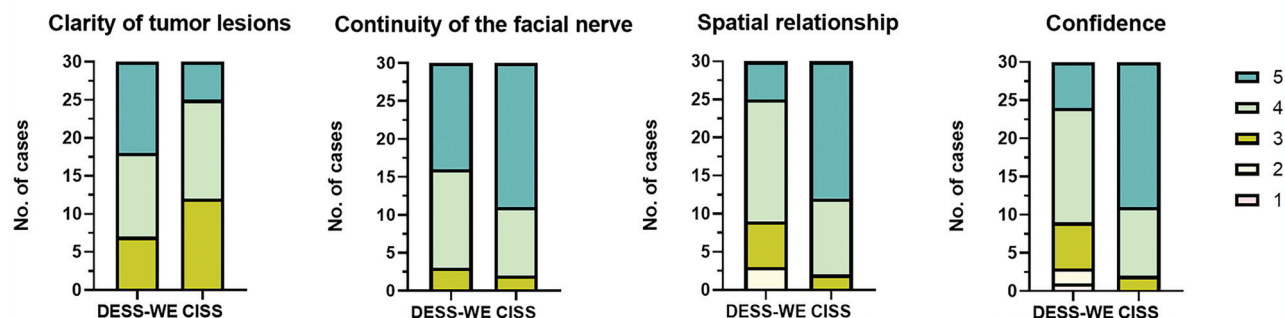 Clarity of tumor lesions
Continuity of the facial nerve
Spatial relationship
Confidence
No. of cases
30
25
20
15
10
5
0
DESS-WE CISS
No. of cases
30
25
20
15
10
5
0
DESS-WE CISS
No. of cases
30
25
20
15
10
5
0
DESS-WE CISS
No. of cases
30
25
20
15
10
5
0
DESS-WE CISS
5
4
3
2
1